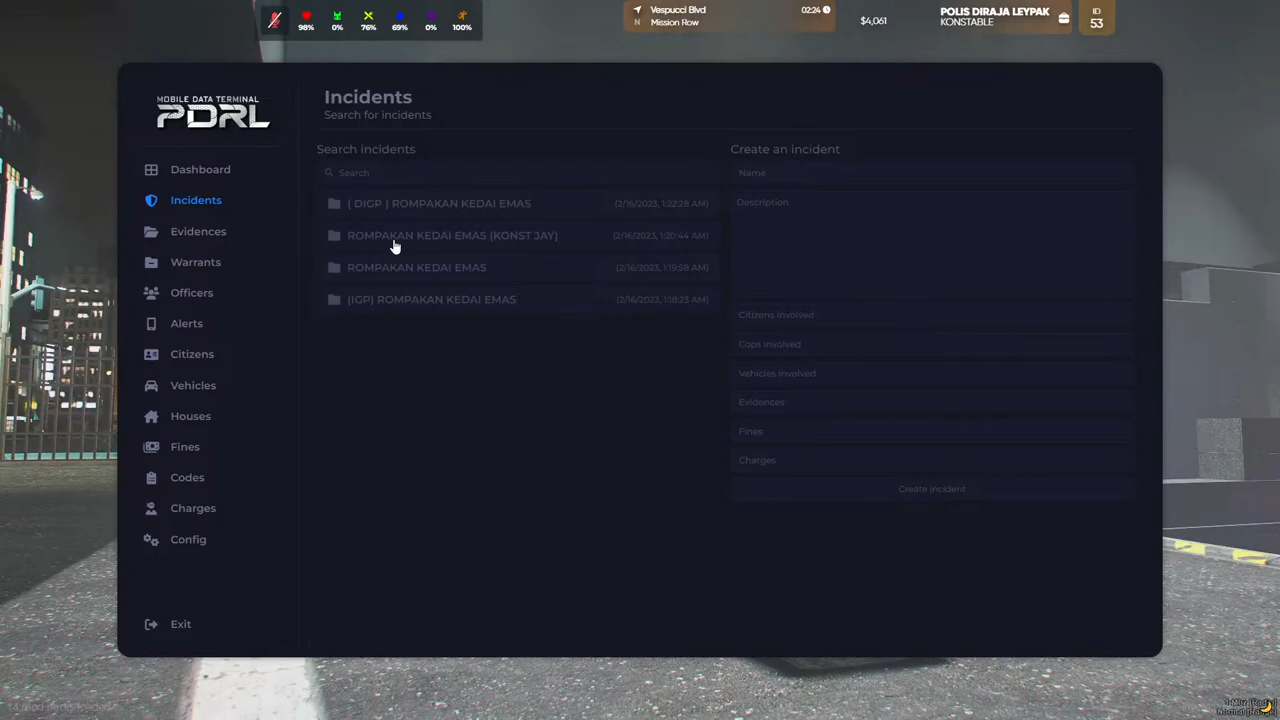 98%
0%
76%
69%
0%
100%
Vespucci Blvd
02:24
N
Mission Row
$4,061
POLIS DIRAJA LEYPAK
KONSTABLE
ID
53
MOBILE DATA TERMINAL
PDRL
Dashboard
Incidents
Evidences
Warrants
Officers
Alerts
Citizens
Vehicles
Houses
Fines
Codes
Charges
Config
Exit
Incidents
Search for incidents
Search incidents
Search
( DIGP ) ROMPAKAN KEDAI EMAS
(2/16/2023, 1:22:28 AM)
ROMPAKAN KEDAI EMAS (KONST JAY)
(2/16/2023, 1:20:44 AM)
ROMPAKAN KEDAI EMAS
(2/16/2023, 1:19:58 AM)
(IGP) ROMPAKAN KEDAI EMAS
(2/16/2023, 1:18:23 AM)
Create an incident
Name
Description
Citizens involved
Cops involved
Vehicles involved
Evidences
Fines
Charges
Create incident